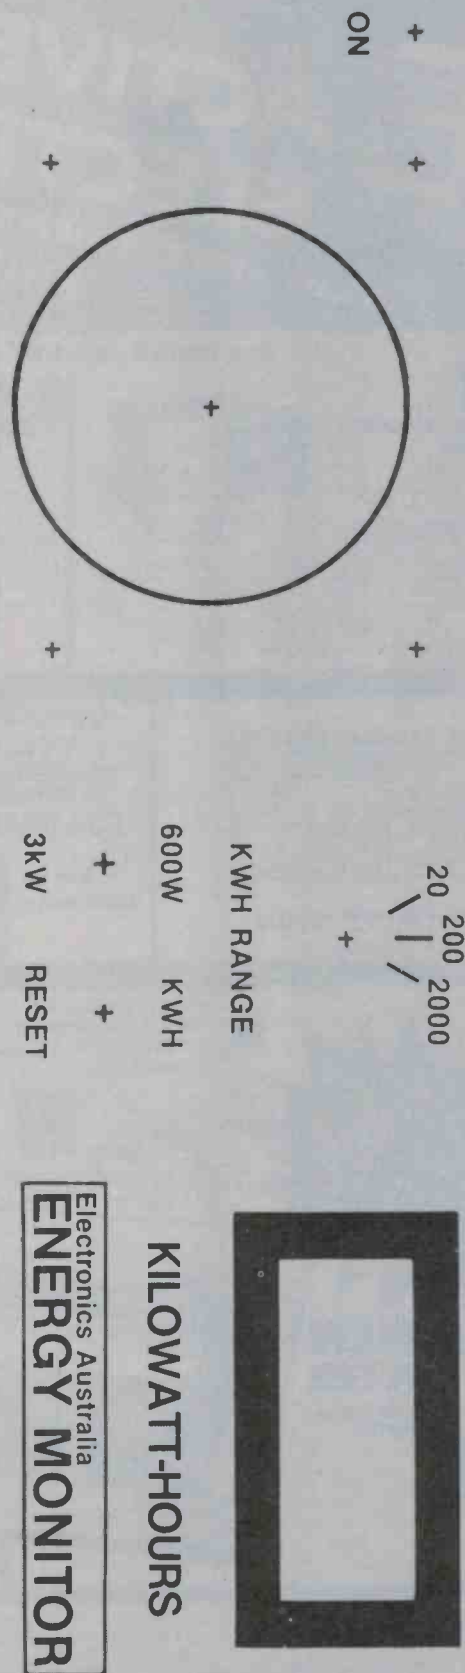 ON
20 200 2000
KWH RANGE
600W KWH
3kW RESET
KILOWATT-HOURS
Electronics Australia
ENERGY MONITOR